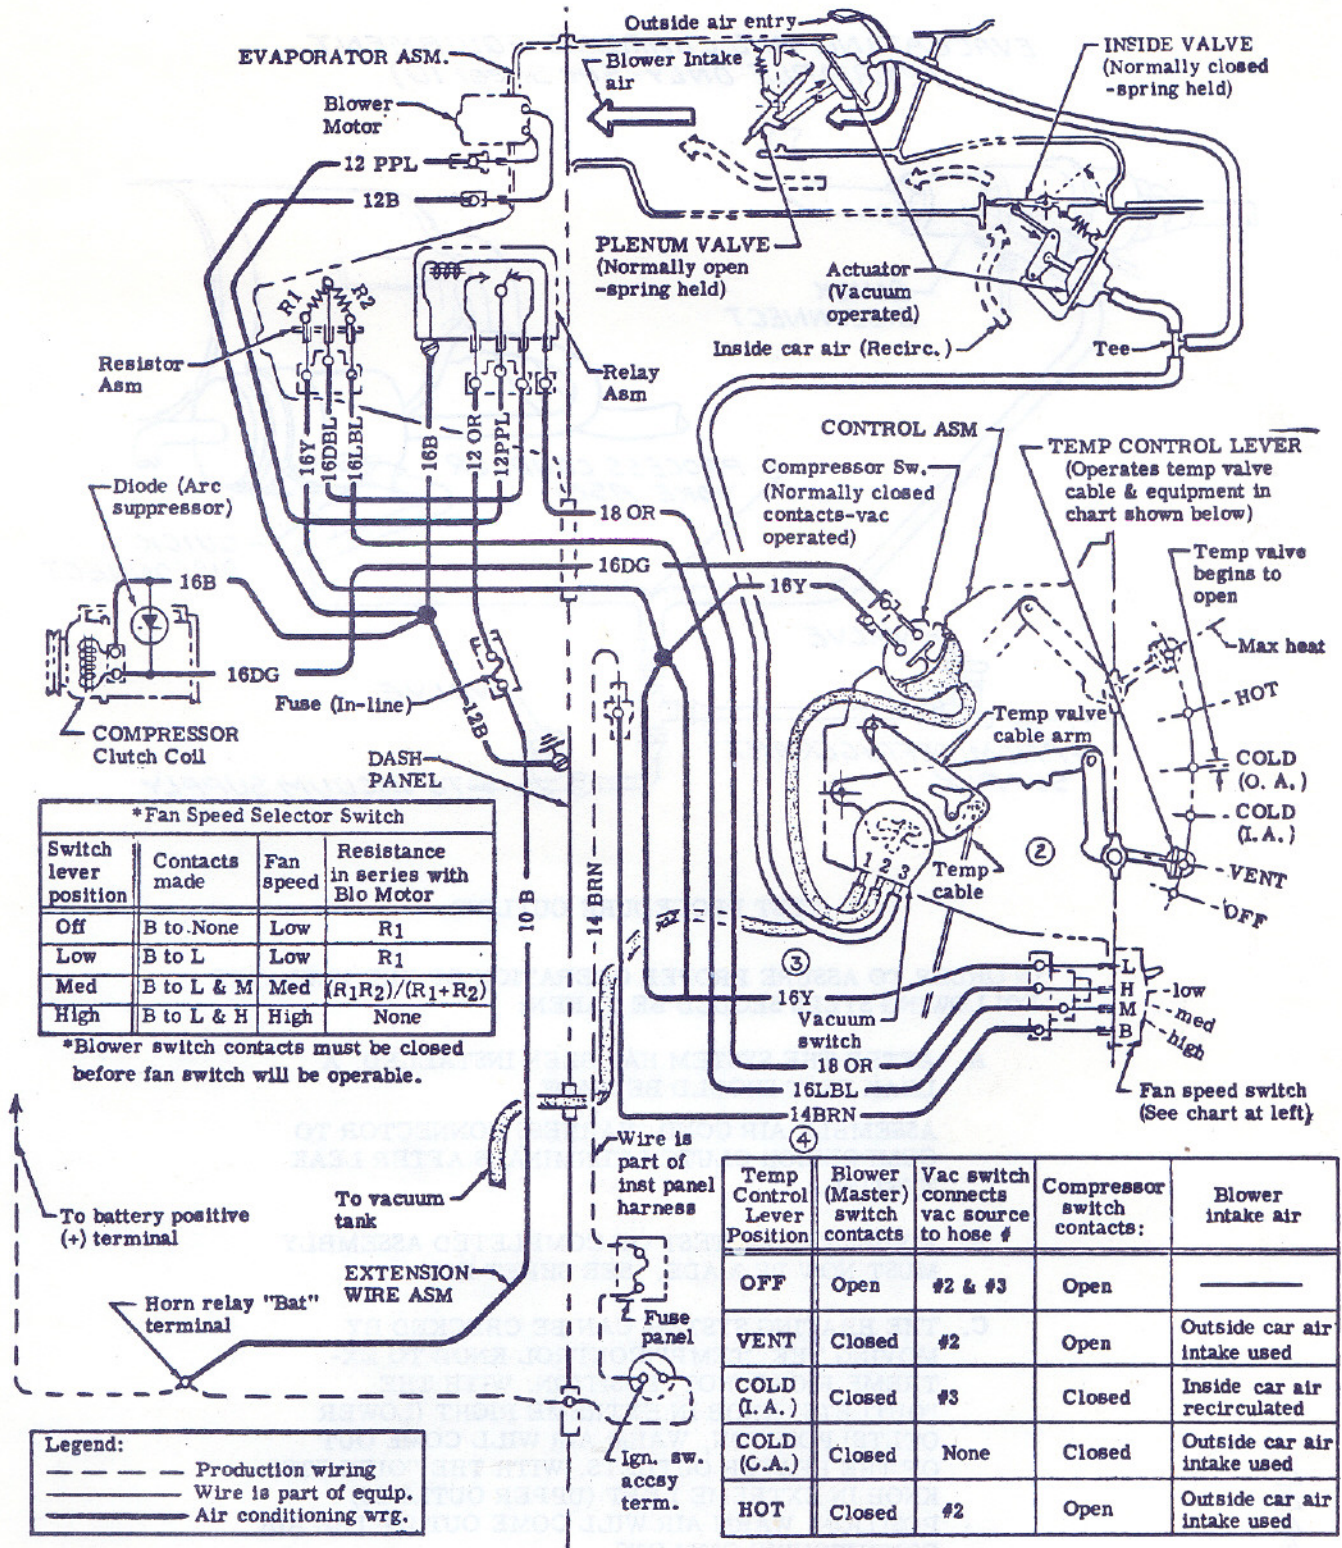 Outside air entry
EVAPORATOR ASM.
Blower Intake
air
INSIDE VALVE
(Normally closed
-spring held)
Blower
Motor
12 PPL
12B
PLENUM VALVE
(Normally open
-spring held)
Actuator
(Vacuum
operated)
Inside car air (Recirc.)
Tee
R1
R2
Resistor
Asm
Relay
Asm
16Y
16DBL
16LBL
16B
12 OR
12PPL
CONTROL ASM
Compressor Sw.
(Normally closed
contacts-vac
operated)
TEMP CONTROL LEVER
(Operates temp valve
cable & equipment in
chart shown below)
Diode (Arc
suppressor)
18 OR
16DG
16Y
Temp valve
begins to
open
16B
Max heat
16DG
Fuse (In-line)
12B
HOT
Temp valve
cable arm
COMPRESSOR
Clutch Coil
DASH
PANEL
COLD
(O. A.)
COLD
(I.A.)
VENT
OFF
1 2 3
Temp
cable
2
*Fan Speed Selector Switch
Switch lever position | Contacts made | Fan speed | Resistance in series with Blo Motor
Off | B to None | Low | R1
Low | B to L | Low | R1
Med | B to L & M | Med | (R1R2)/(R1+R2)
High | B to L & H | High | None
*Blower switch contacts must be closed
before fan switch will be operable.
10 B
14 BRN
3
16Y
Vacuum
switch
18 OR
16LBL
14BRN
4
L
H
M
B
low
med
high
Fan speed switch
(See chart at left)
Wire is
part of
inst panel
harness
To vacuum
tank
To battery positive
(+) terminal
EXTENSION
WIRE ASM
Horn relay "Bat"
terminal
Fuse
panel
Ign. sw.
accsy
term.
Temp Control Lever Position | Blower (Master) switch contacts | Vac switch connects vac source to hose # | Compressor switch contacts: | Blower intake air
OFF | Open | #2 & #3 | Open
VENT | Closed | #2 | Open | Outside car air intake used
COLD (I. A.) | Closed | #3 | Closed | Inside car air recirculated
COLD (O.A.) | Closed | None | Closed | Outside car air intake used
HOT | Closed | #2 | Open | Outside car air intake used
Legend:
Production wiring
Wire is part of equip.
Air conditioning wrg.